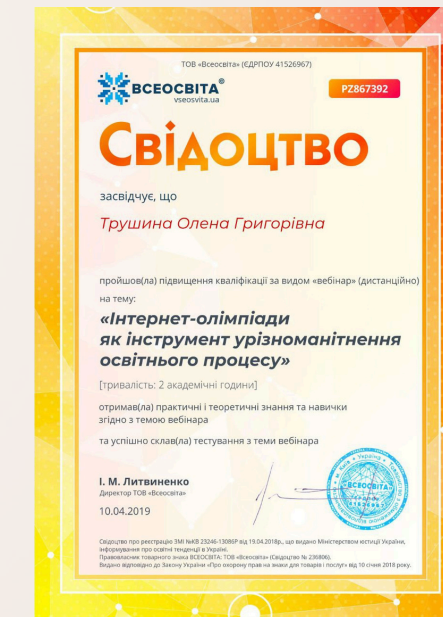 ТОВ «Всеосвіта» (ЄДРПОУ 41526967)
ВСЕОСВІТА®
vseosvita.ua
PZ867392
Свідоцтво
засвідчує, що
Трушина Олена Григорівна
пройшов(ла) підвищення кваліфікації за видом «вебінар» (дистанційно)
на тему:
«Інтернет-олімпіади
як інструмент урізноманітнення
освітнього процесу»
[тривалість: 2 академічні години]
отримав(ла) практичні і теоретичні знання та навички
згідно з темою вебінара
та успішно склав(ла) тестування з теми вебінара
І. М. Литвиненко
Директор ТОВ «Всеосвіта»
10.04.2019
ВСЕОСВІТА
Свідоцтво про реєстрацію ЗМІ №КВ 23246-13086Р від 19.04.2018р., що видано Міністерством юстиції України,
інформування про освітні тенденції в Україні.
Правовласник товарного знака ВСЕОСВІТА: ТОВ «Всеосвіта» (Свідоцтво № 236806).
Видано відповідно до Закону України «Про охорону прав на знаки для товарів і послуг» від 10 січня 2018 року.